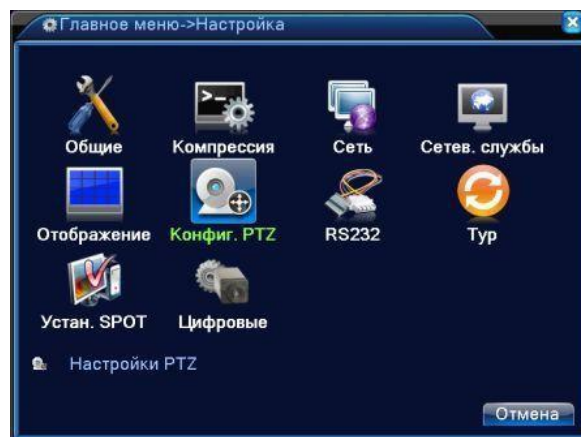 Главное меню->Настройка
Общие Компрессия Сеть Сетев. службы
Отображение Конфиг. PTZ RS232 Тур
Устан. SPOT Цифровые
Настройки PTZ
Отмена